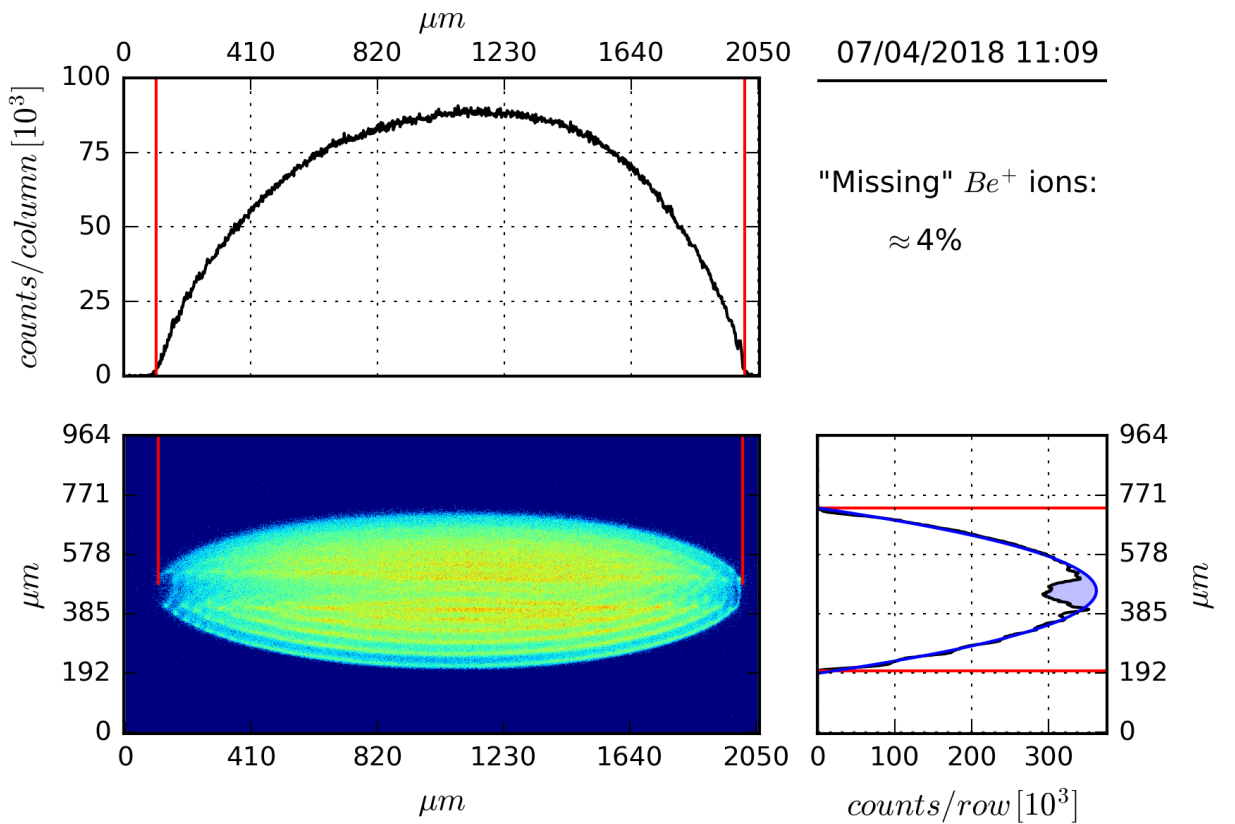 μm
0 410 820 1230 1640 2050
07/04/2018 11:09
100
75
50
25
0
counts/column [10³]
"Missing" Be⁺ ions:
≈ 4%
964
771
578
385
192
0
μm
0 410 820 1230 1640 2050
μm
964
771
578
385
192
0
μm
0 100 200 300
counts/row [10³]